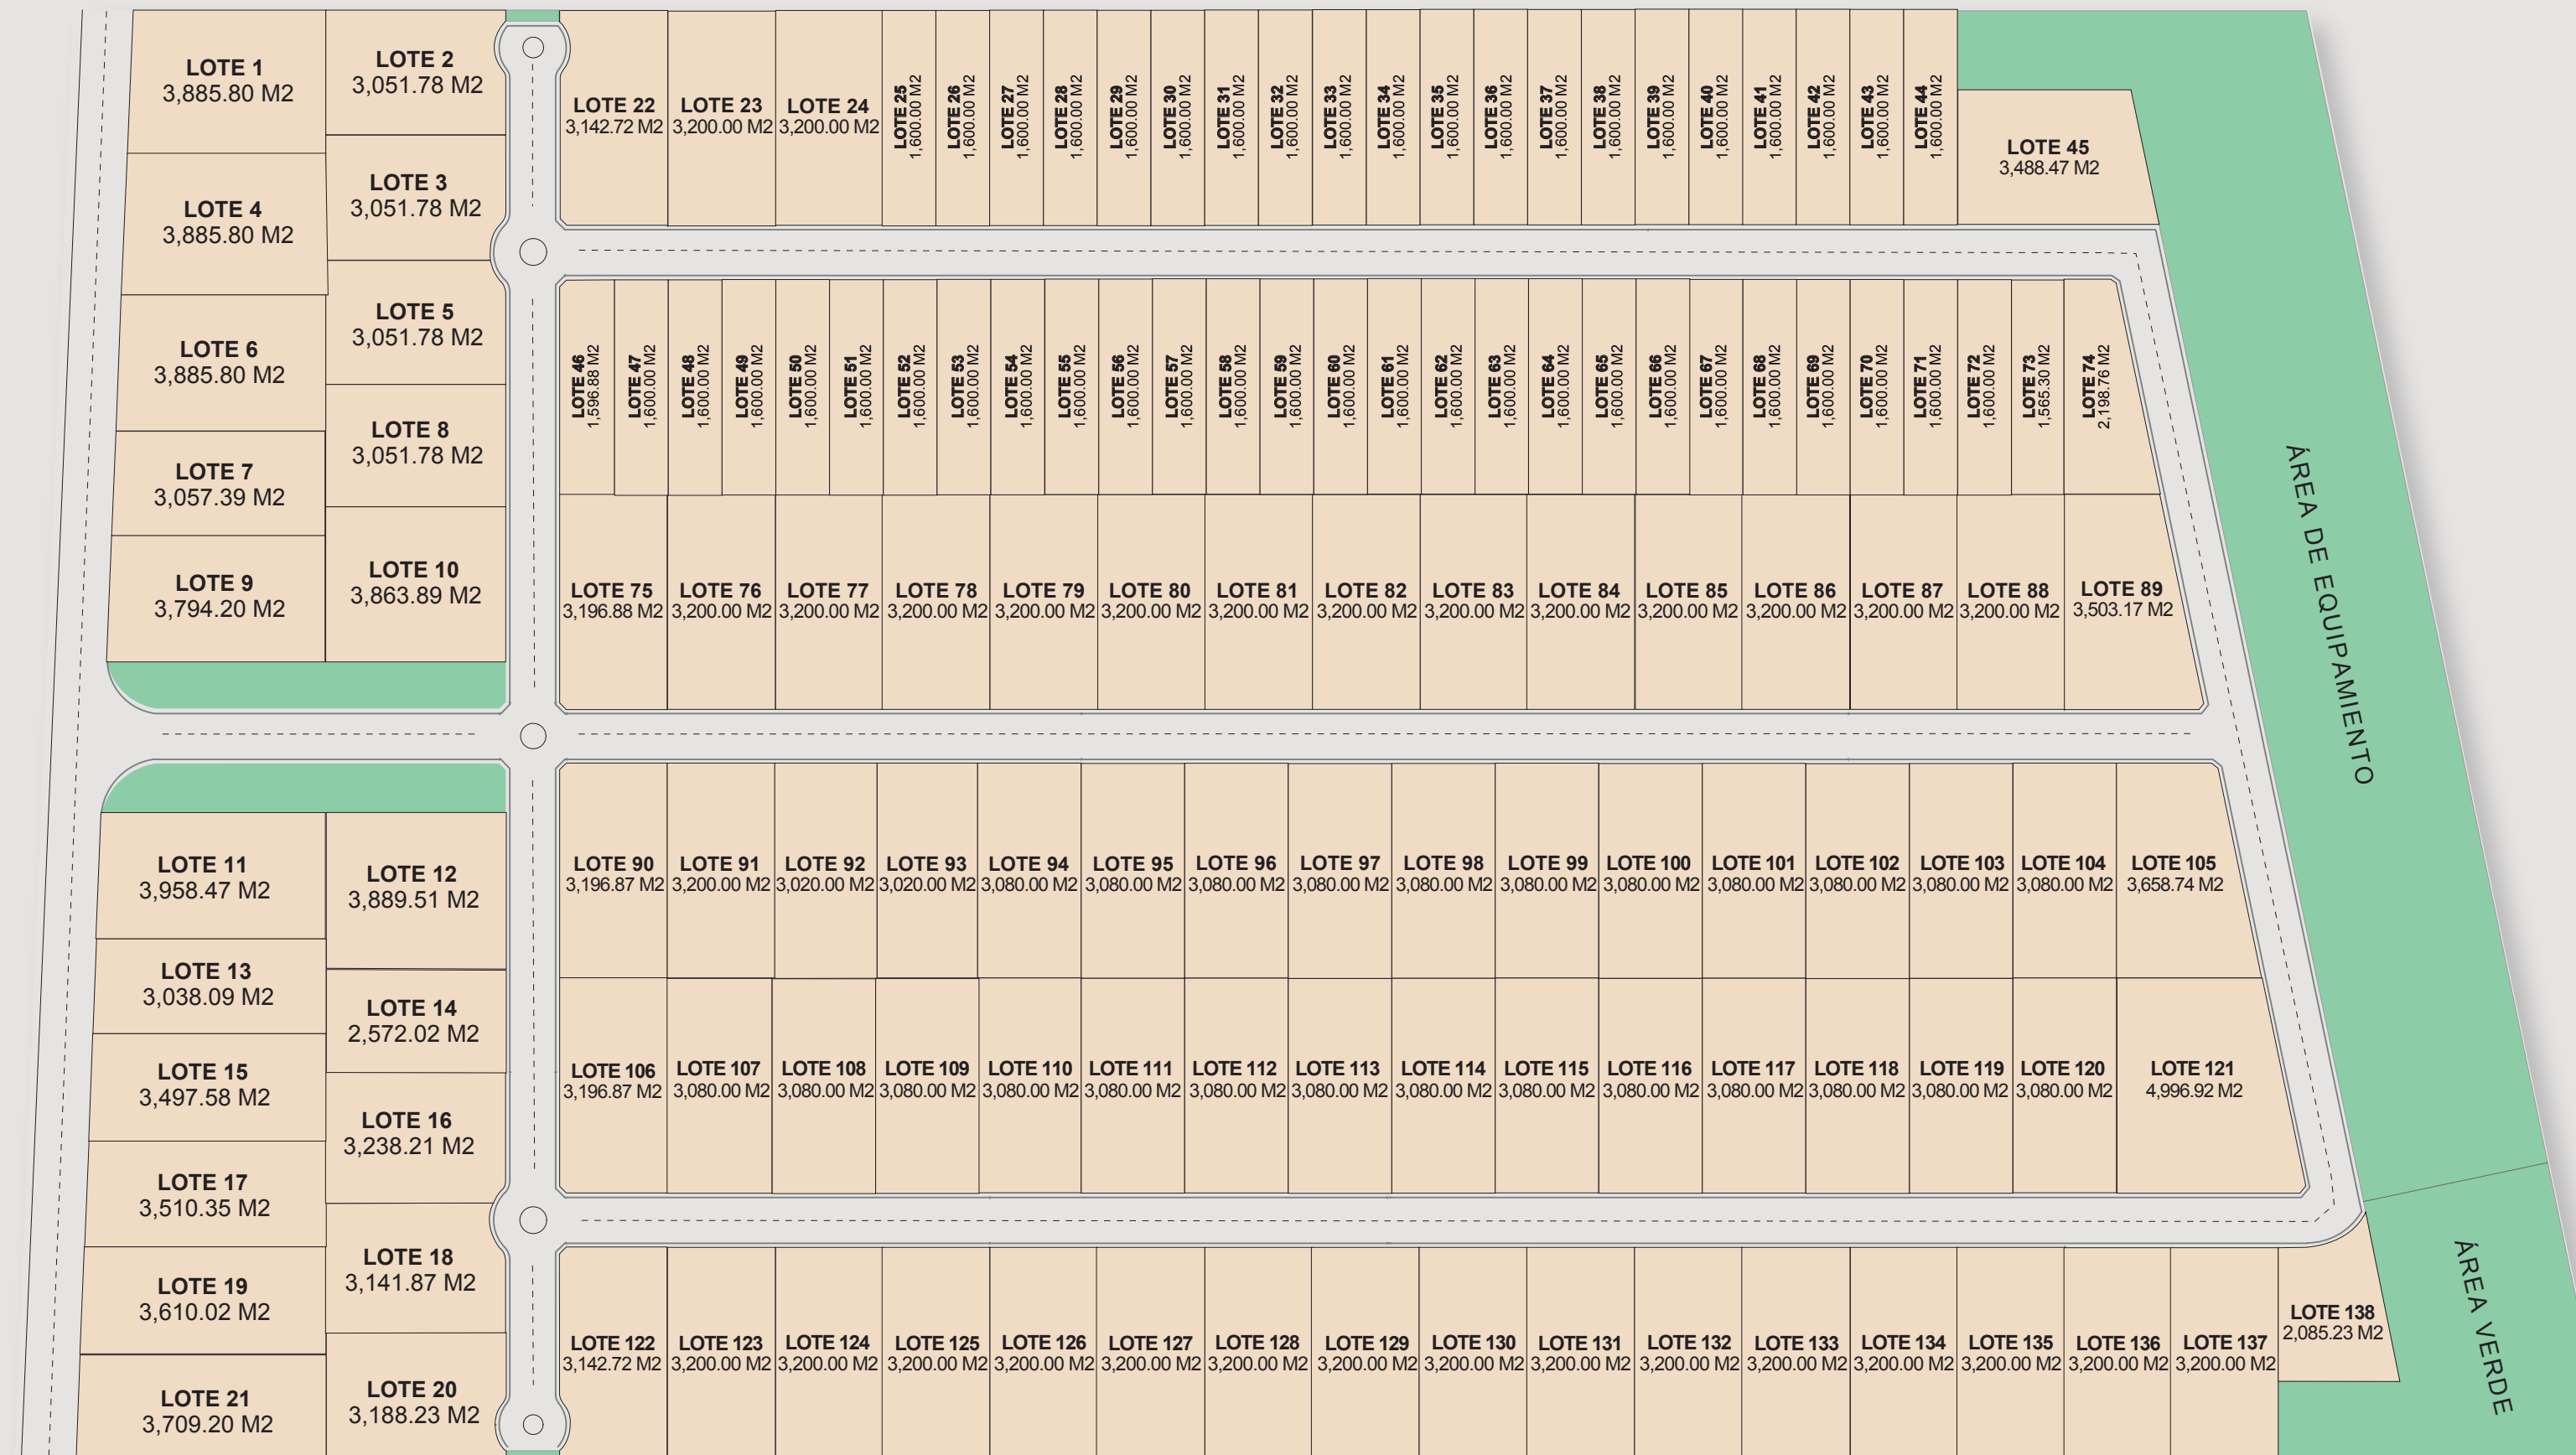 LOTE 1
3,885.80 M2
LOTE 2
3,051.78 M2
LOTE 3
3,051.78 M2
LOTE 4
3,885.80 M2
LOTE 5
3,051.78 M2
LOTE 6
3,885.80 M2
LOTE 7
3,057.39 M2
LOTE 8
3,051.78 M2
LOTE 9
3,794.20 M2
LOTE 10
3,863.89 M2
LOTE 11
3,958.47 M2
LOTE 12
3,889.51 M2
LOTE 13
3,038.09 M2
LOTE 14
2,572.02 M2
LOTE 15
3,497.58 M2
LOTE 16
3,238.21 M2
LOTE 17
3,510.35 M2
LOTE 18
3,141.87 M2
LOTE 19
3,610.02 M2
LOTE 20
3,188.23 M2
LOTE 21
3,709.20 M2
LOTE 22
3,142.72 M2
LOTE 23
3,200.00 M2
LOTE 24
3,200.00 M2
LOTE 25
1,600.00 M2
LOTE 26
1,600.00 M2
LOTE 27
1,600.00 M2
LOTE 28
1,600.00 M2
LOTE 29
1,600.00 M2
LOTE 30
1,600.00 M2
LOTE 31
1,600.00 M2
LOTE 32
1,600.00 M2
LOTE 33
1,600.00 M2
LOTE 34
1,600.00 M2
LOTE 35
1,600.00 M2
LOTE 36
1,600.00 M2
LOTE 37
1,600.00 M2
LOTE 38
1,600.00 M2
LOTE 39
1,600.00 M2
LOTE 40
1,600.00 M2
LOTE 41
1,600.00 M2
LOTE 42
1,600.00 M2
LOTE 43
1,600.00 M2
LOTE 44
1,600.00 M2
LOTE 45
3,488.47 M2
LOTE 46
1,596.88 M2
LOTE 47
1,600.00 M2
LOTE 48
1,600.00 M2
LOTE 49
1,600.00 M2
LOTE 50
1,600.00 M2
LOTE 51
1,600.00 M2
LOTE 52
1,600.00 M2
LOTE 53
1,600.00 M2
LOTE 54
1,600.00 M2
LOTE 55
1,600.00 M2
LOTE 56
1,600.00 M2
LOTE 57
1,600.00 M2
LOTE 58
1,600.00 M2
LOTE 59
1,600.00 M2
LOTE 60
1,600.00 M2
LOTE 61
1,600.00 M2
LOTE 62
1,600.00 M2
LOTE 63
1,600.00 M2
LOTE 64
1,600.00 M2
LOTE 65
1,600.00 M2
LOTE 66
1,600.00 M2
LOTE 67
1,600.00 M2
LOTE 68
1,600.00 M2
LOTE 69
1,600.00 M2
LOTE 70
1,600.00 M2
LOTE 71
1,600.00 M2
LOTE 72
1,600.00 M2
LOTE 73
1,565.30 M2
LOTE 74
2,198.76 M2
LOTE 75
3,196.88 M2
LOTE 76
3,200.00 M2
LOTE 77
3,200.00 M2
LOTE 78
3,200.00 M2
LOTE 79
3,200.00 M2
LOTE 80
3,200.00 M2
LOTE 81
3,200.00 M2
LOTE 82
3,200.00 M2
LOTE 83
3,200.00 M2
LOTE 84
3,200.00 M2
LOTE 85
3,200.00 M2
LOTE 86
3,200.00 M2
LOTE 87
3,200.00 M2
LOTE 88
3,200.00 M2
LOTE 89
3,503.17 M2
LOTE 90
3,196.87 M2
LOTE 91
3,200.00 M2
LOTE 92
3,020.00 M2
LOTE 93
3,020.00 M2
LOTE 94
3,080.00 M2
LOTE 95
3,080.00 M2
LOTE 96
3,080.00 M2
LOTE 97
3,080.00 M2
LOTE 98
3,080.00 M2
LOTE 99
3,080.00 M2
LOTE 100
3,080.00 M2
LOTE 101
3,080.00 M2
LOTE 102
3,080.00 M2
LOTE 103
3,080.00 M2
LOTE 104
3,080.00 M2
LOTE 105
3,658.74 M2
LOTE 106
3,196.87 M2
LOTE 107
3,080.00 M2
LOTE 108
3,080.00 M2
LOTE 109
3,080.00 M2
LOTE 110
3,080.00 M2
LOTE 111
3,080.00 M2
LOTE 112
3,080.00 M2
LOTE 113
3,080.00 M2
LOTE 114
3,080.00 M2
LOTE 115
3,080.00 M2
LOTE 116
3,080.00 M2
LOTE 117
3,080.00 M2
LOTE 118
3,080.00 M2
LOTE 119
3,080.00 M2
LOTE 120
3,080.00 M2
LOTE 121
4,996.92 M2
LOTE 122
3,142.72 M2
LOTE 123
3,200.00 M2
LOTE 124
3,200.00 M2
LOTE 125
3,200.00 M2
LOTE 126
3,200.00 M2
LOTE 127
3,200.00 M2
LOTE 128
3,200.00 M2
LOTE 129
3,200.00 M2
LOTE 130
3,200.00 M2
LOTE 131
3,200.00 M2
LOTE 132
3,200.00 M2
LOTE 133
3,200.00 M2
LOTE 134
3,200.00 M2
LOTE 135
3,200.00 M2
LOTE 136
3,200.00 M2
LOTE 137
3,200.00 M2
LOTE 138
2,085.23 M2
ÁREA DE EQUIPAMIENTO
ÁREA VERDE